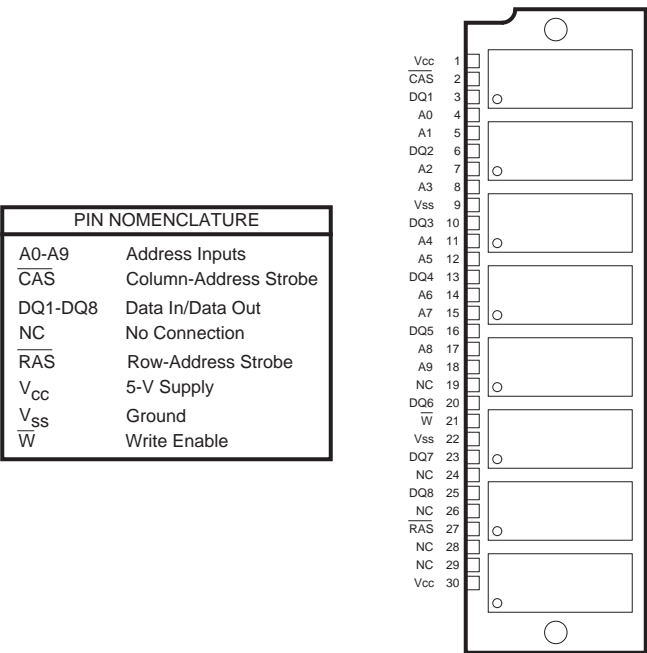 PIN NOMENCLATURE
A0-A9 Address Inputs
C̅A̅S̅ Column-Address Strobe
DQ1-DQ8 Data In/Data Out
NC No Connection
R̅A̅S̅ Row-Address Strobe
VCC 5-V Supply
VSS Ground
W̅ Write Enable
Vcc 1
C̅A̅S̅ 2
DQ1 3
A0 4
A1 5
DQ2 6
A2 7
A3 8
Vss 9
DQ3 10
A4 11
A5 12
DQ4 13
A6 14
A7 15
DQ5 16
A8 17
A9 18
NC 19
DQ6 20
W̅ 21
Vss 22
DQ7 23
NC 24
DQ8 25
NC 26
R̅A̅S̅ 27
NC 28
NC 29
Vcc 30